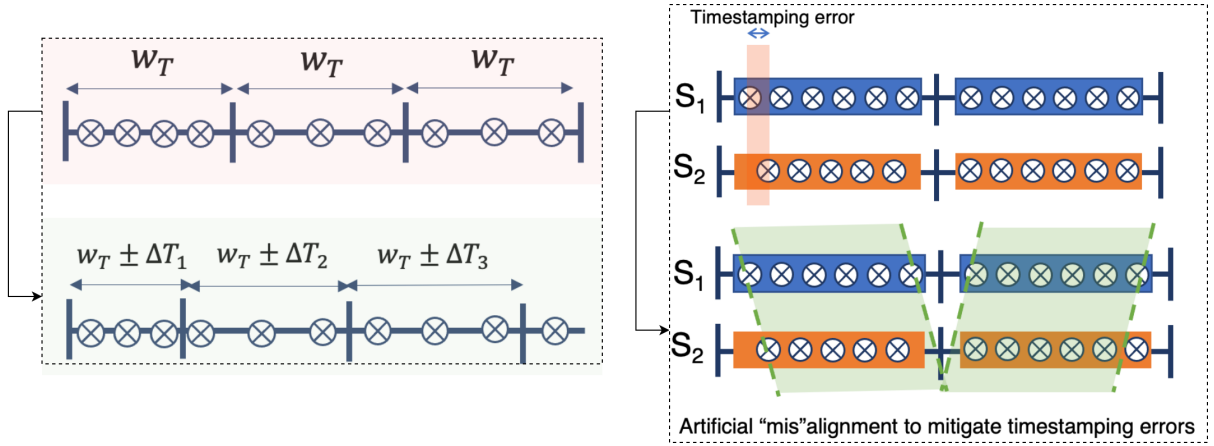 w_T
w_T
w_T
w_T ± ΔT_1
w_T ± ΔT_2
w_T ± ΔT_3
Timestamping error
S_1
S_2
S_1
S_2
Artificial “mis”alignment to mitigate timestamping errors